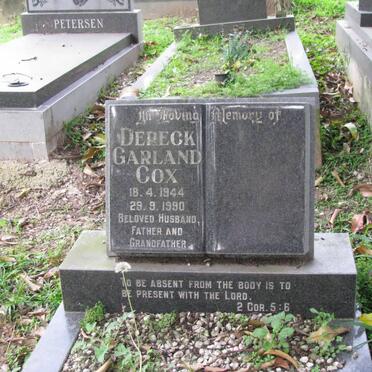 PETERSEN
In Loving Memory of
DERECK
GARLAND
COX
18. 4. 1944
29. 9. 1990
BELOVED HUSBAND,
FATHER AND
GRANDFATHER
TO BE ABSENT FROM THE BODY IS TO
BE PRESENT WITH THE LORD.
2 COR. 5:6